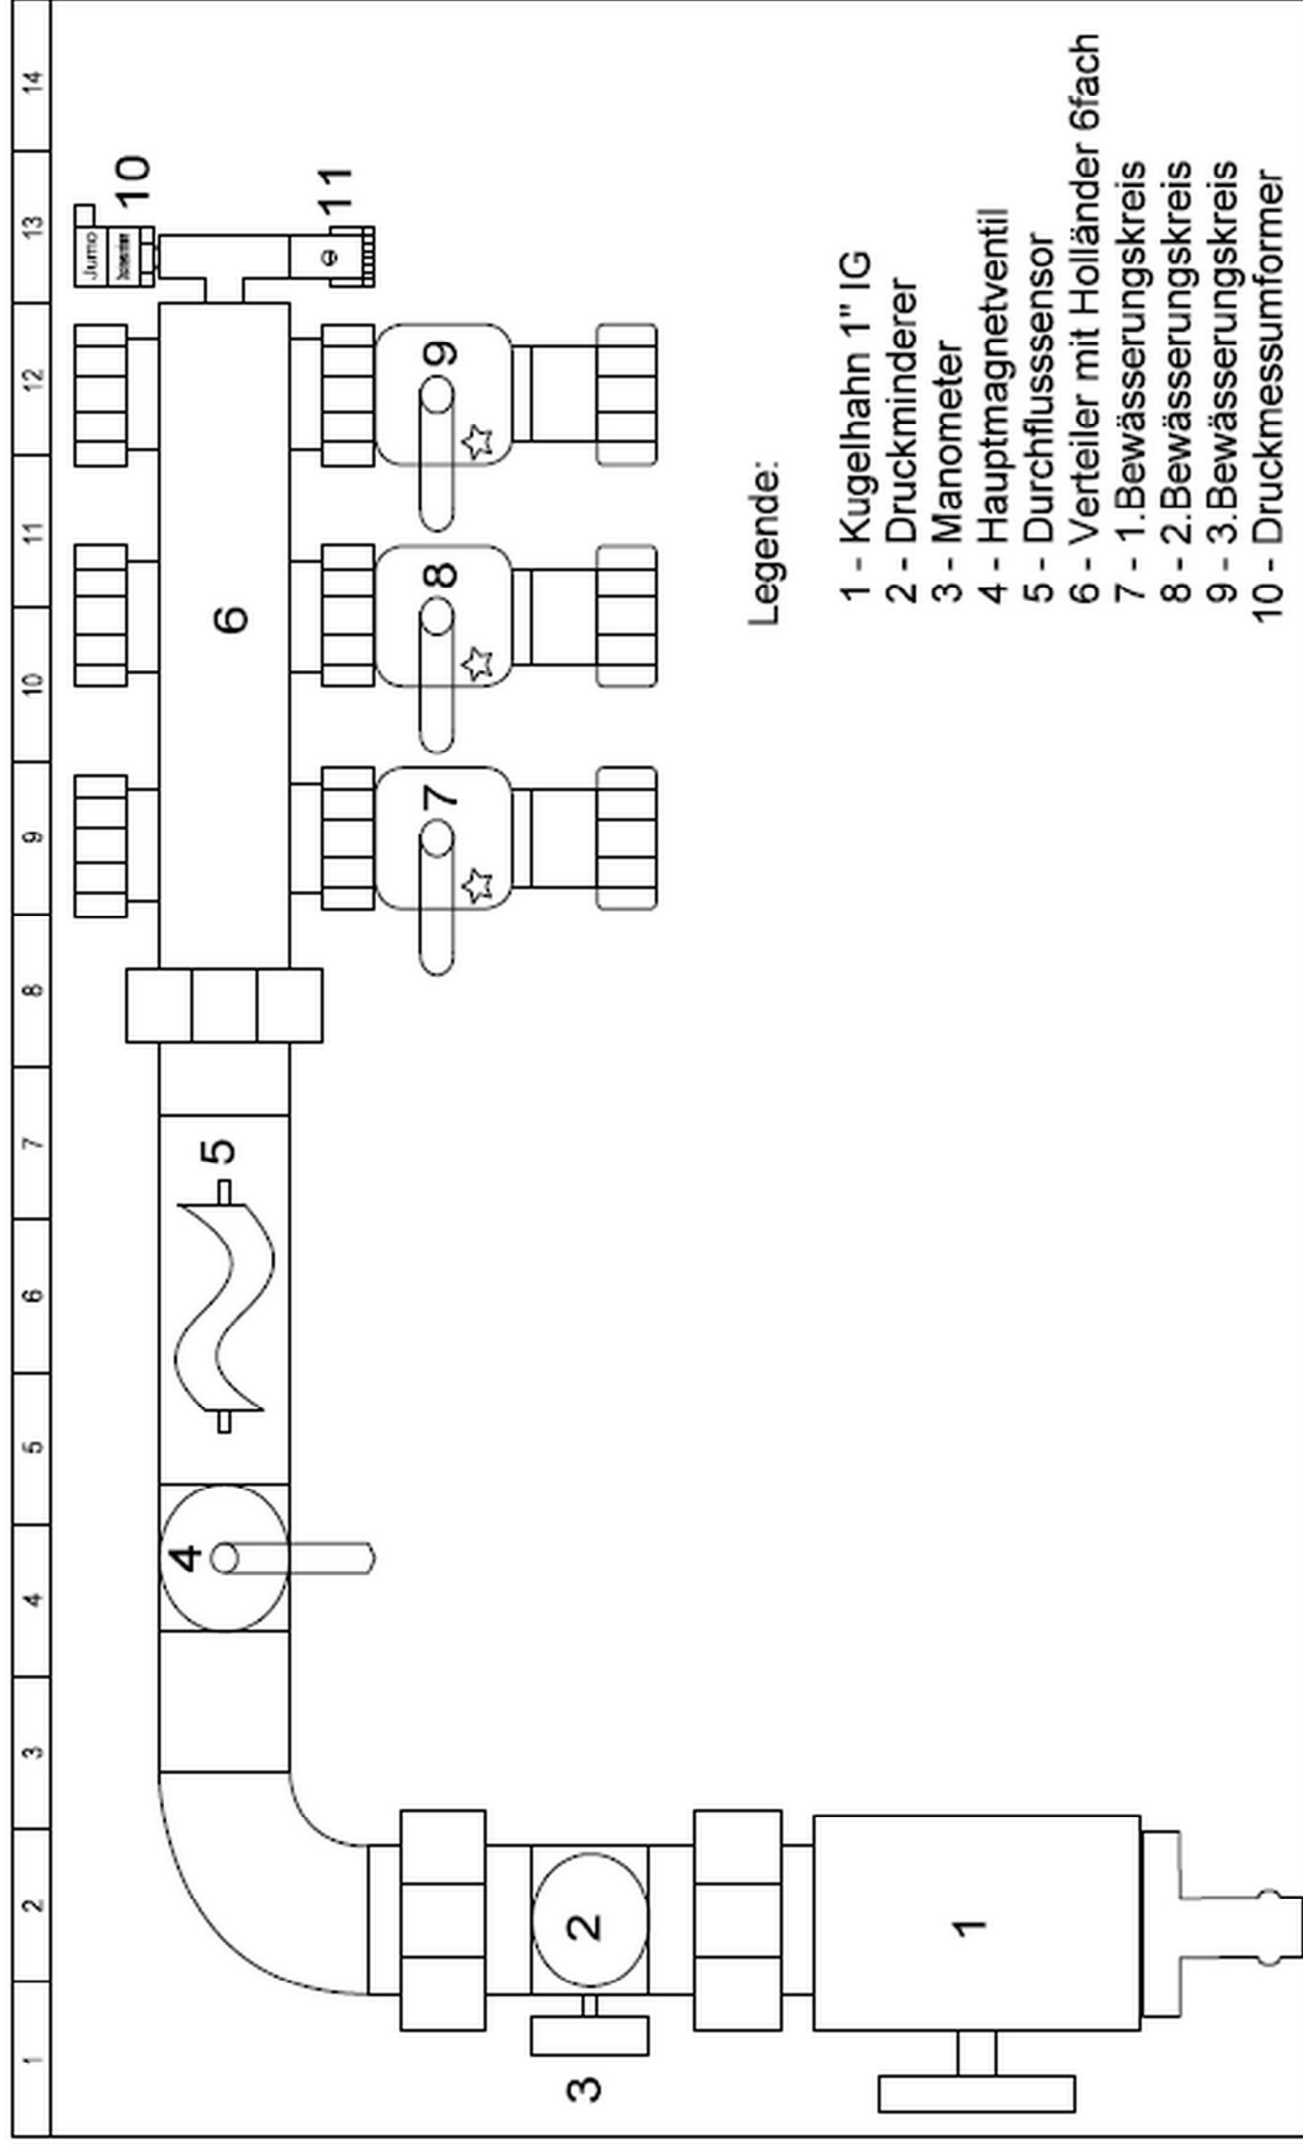 1 2 3 4 5 6 7 8 9 10 11 12 13 14
Jumo
10
11
6
9
8
7
5
4
3
2
1
Legende:
1 - Kugelhahn 1" IG
2 - Druckminderer
3 - Manometer
4 - Hauptmagnetventil
5 - Durchflusssensor
6 - Verteiler mit Holländer 6fach
7 - 1.Bewässerungskreis
8 - 2.Bewässerungskreis
9 - 3.Bewässerungskreis
10 - Druckmessumformer